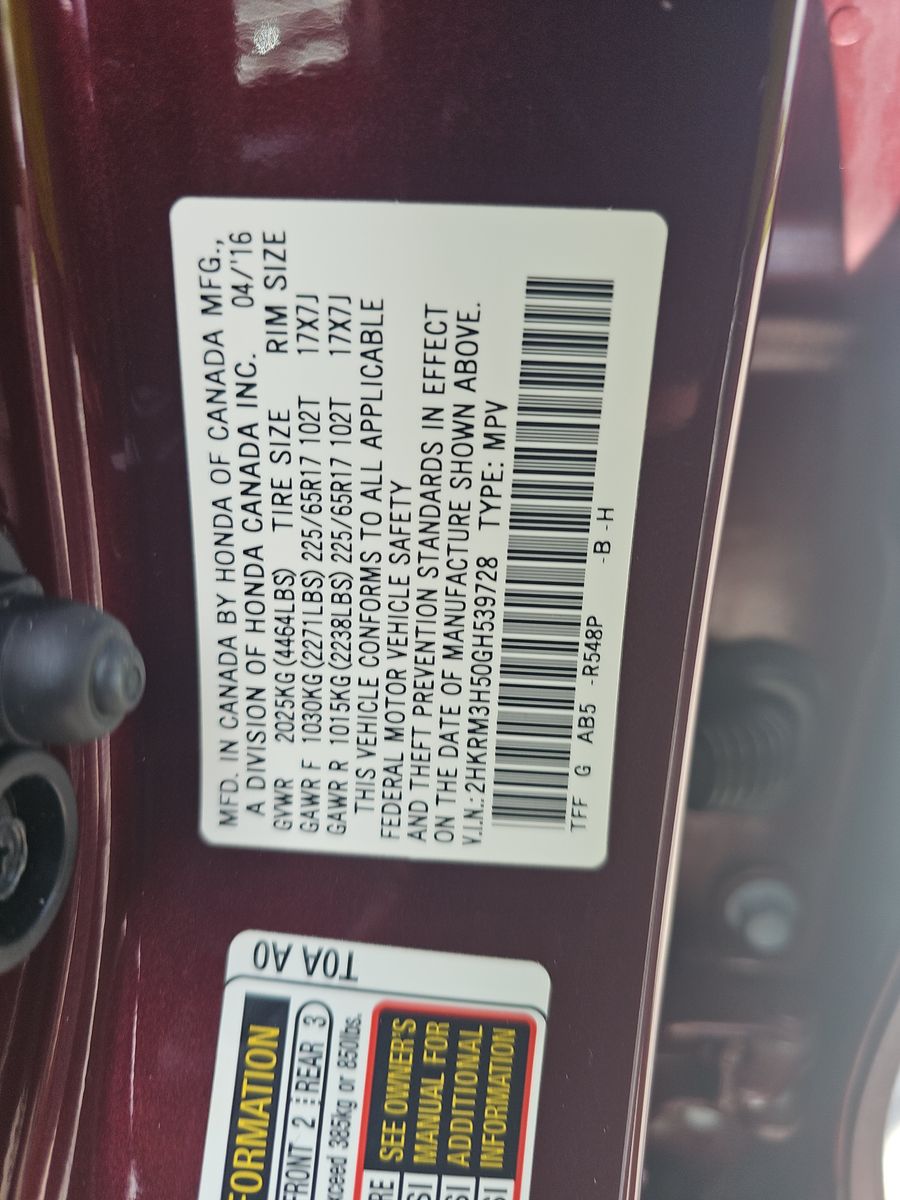 MFD. IN CANADA BY HONDA OF CANADA MFG.,
A DIVISION OF HONDA CANADA INC. 04/'16
GVWR 2025KG(4464LBS) TIRE SIZE RIM SIZE
GAWR F 1030KG(2271LBS) 225/65R17 102T 17X7J
GAWR R 1015KG(2238LBS) 225/65R17 102T 17X7J
THIS VEHICLE CONFORMS TO ALL APPLICABLE
FEDERAL MOTOR VEHICLE SAFETY
AND THEFT PREVENTION STANDARDS IN EFFECT
ON THE DATE OF MANUFACTURE SHOWN ABOVE.
V.I.N.:2HKRM3H50GH539728 TYPE: MPV
TFF G AB5 -R548P -B -H
T0A A0
FORMATION
FRONT 2 REAR 3
xceed 385kg or 850lbs.
SEE OWNER'S
MANUAL FOR
ADDITIONAL
INFORMATION